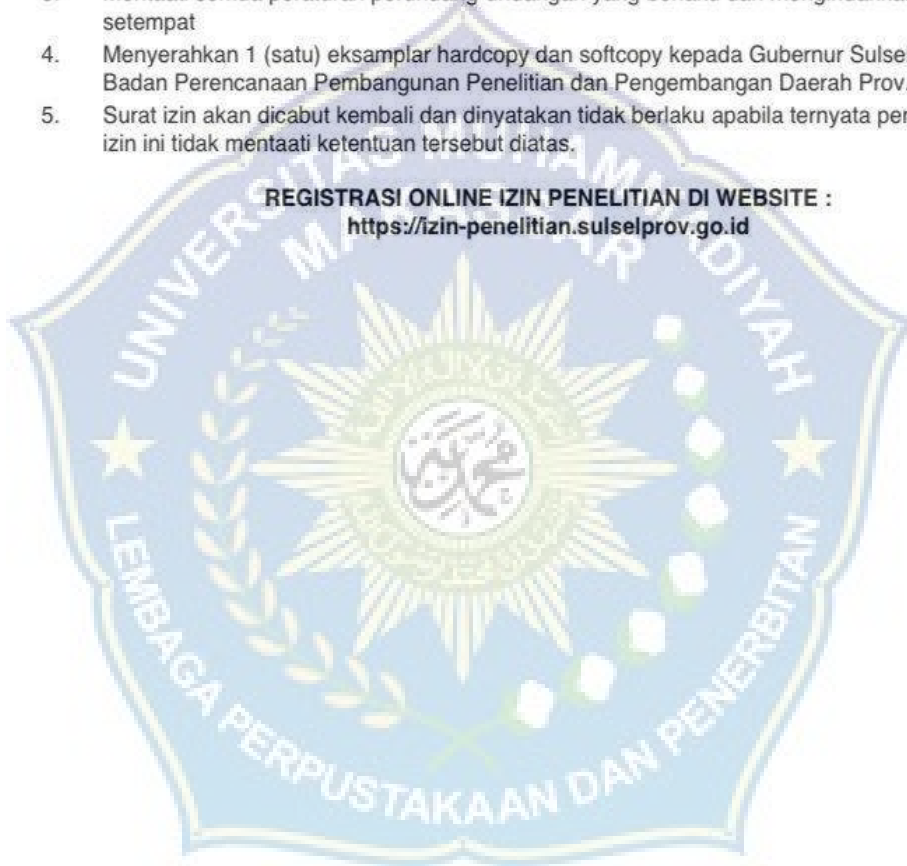 setempat
4. Menyerahkan 1 (satu) eksamplar hardcopy dan softcopy kepada Gubernur Sulsel
Badan Perencanaan Pembangunan Penelitian dan Pengembangan Daerah Prov.
5. Surat izin akan dicabut kembali dan dinyatakan tidak berlaku apabila ternyata
izin ini tidak mentaati ketentuan tersebut diatas.
REGISTRASI ONLINE IZIN PENELITIAN DI WEBSITE :
https://izin-penelitian.sulselprov.go.id
UNIVERSITAS MUHAMMADIYAH
MAKASSAR
محمدية
LEMBAGA PERPUSTAKAAN DAN PENERBITAN